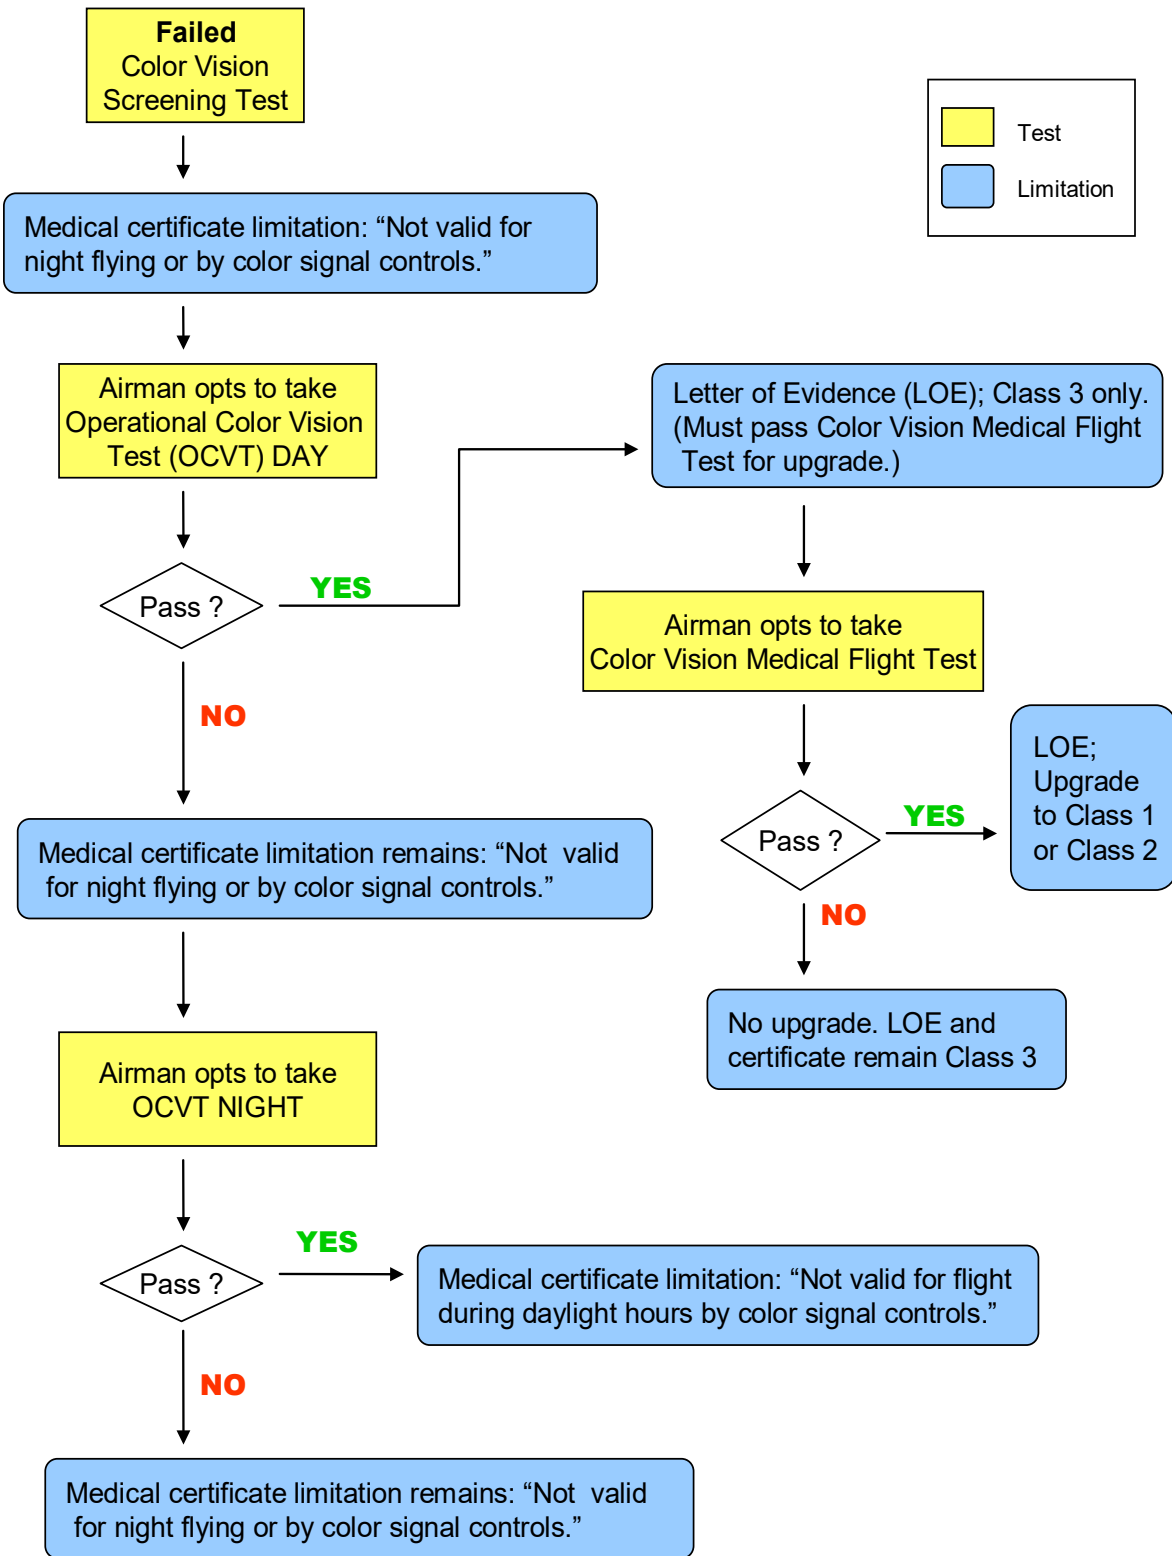 Failed
Color Vision
Screening Test
Test
Limitation
Medical certificate limitation: “Not valid for
night flying or by color signal controls.”
Airman opts to take
Operational Color Vision
Test (OCVT) DAY
Letter of Evidence (LOE); Class 3 only.
(Must pass Color Vision Medical Flight
Test for upgrade.)
Pass ?
YES
NO
Airman opts to take
Color Vision Medical Flight Test
Pass ?
YES
NO
LOE;
Upgrade
to Class 1
or Class 2
No upgrade. LOE and
certificate remain Class 3
Medical certificate limitation remains: “Not valid
for night flying or by color signal controls.”
Airman opts to take
OCVT NIGHT
Pass ?
YES
NO
Medical certificate limitation: “Not valid for flight
during daylight hours by color signal controls.”
Medical certificate limitation remains: “Not valid
for night flying or by color signal controls.”